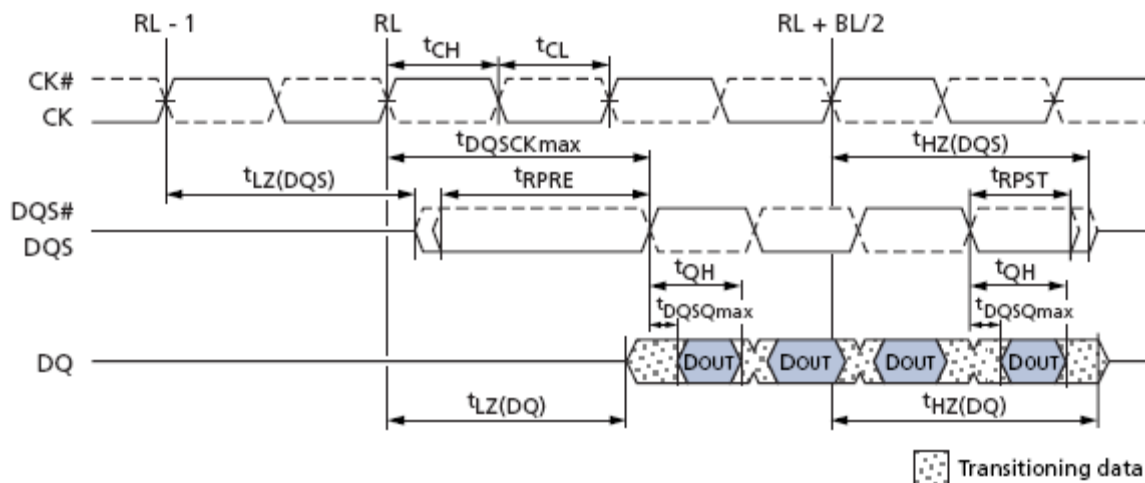 RL - 1
RL
RL + BL/2
tCH
tCL
CK#
CK
tDQSCKmax
tHZ(DQS)
tLZ(DQS)
tRPRE
tRPST
DQS#
DQS
tQH
tQH
tDQSQmax
tDQSQmax
DQ
DOUT
DOUT
DOUT
DOUT
tLZ(DQ)
tHZ(DQ)
Transitioning data